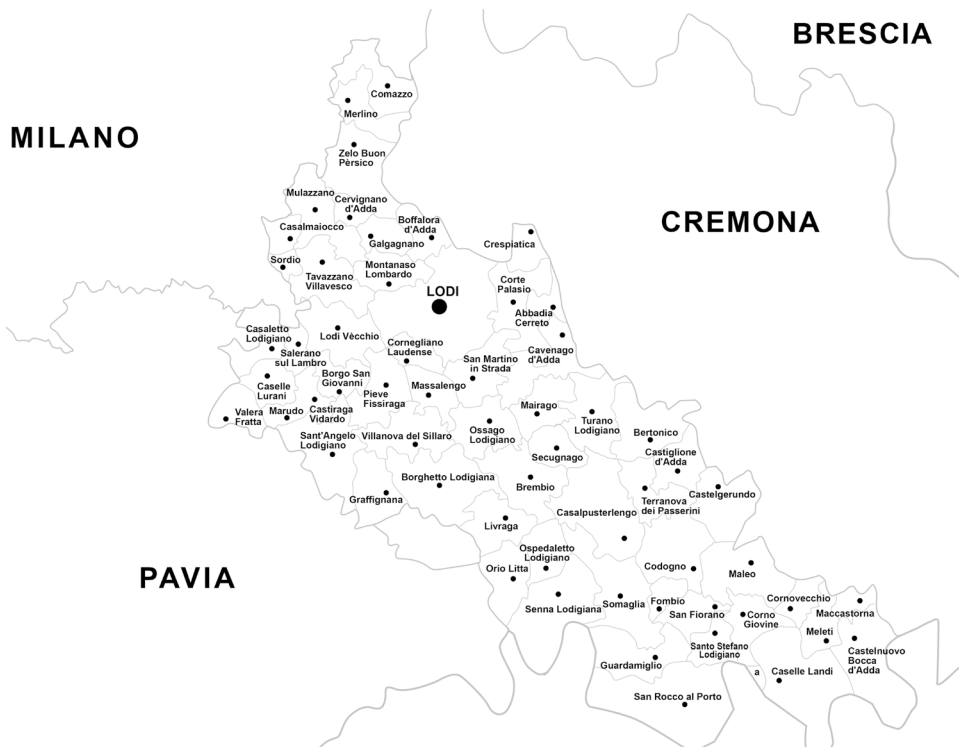 BRESCIA
Comazzo
Merlino
MILANO
Zelo Buon
Pèrsico
Mulazzano
Cervignano
d'Adda
Boffalora
d'Adda
CREMONA
Casalmaiocco
Galgagnano
Crespiatica
Sordio
Tavazzano
Villavesco
Montanaso
Lombardo
Corte
Palasio
LODI
Abbadia
Cerreto
Casaletto
Lodigiano
Lodi Vècchio
Salerano
sul Lambro
Cornegliano
Laudense
Cavenago
d'Adda
San Martino
in Strada
Caselle
Lurani
Borgo San
Giovanni
Pieve
Fissiraga
Massalengo
Valera
Fratta
Marudo
Castiraga
Vidardo
Mairago
Turano
Lodigiano
Ossago
Lodigiano
Sant'Angelo
Lodigiano
Villanova del Sillaro
Bertonico
Secugnago
Castiglione
d'Adda
Borghetto Lodigiana
Brembio
Graffignana
Castelgerundo
Terranova
dei Passerini
Casalpusterlengo
Livraga
Ospedaletto
Lodigiano
Orio Litta
Codogno
Maleo
PAVIA
Senna Lodigiana
Somaglia
Fombio
San Fiorano
Corno
Giovine
Cornovecchio
Maccastorna
Meleti
Santo Stefano
Lodigiano
Castelnuovo
Bocca
d'Adda
Guardamiglio
a
Caselle Landi
San Rocco al Porto